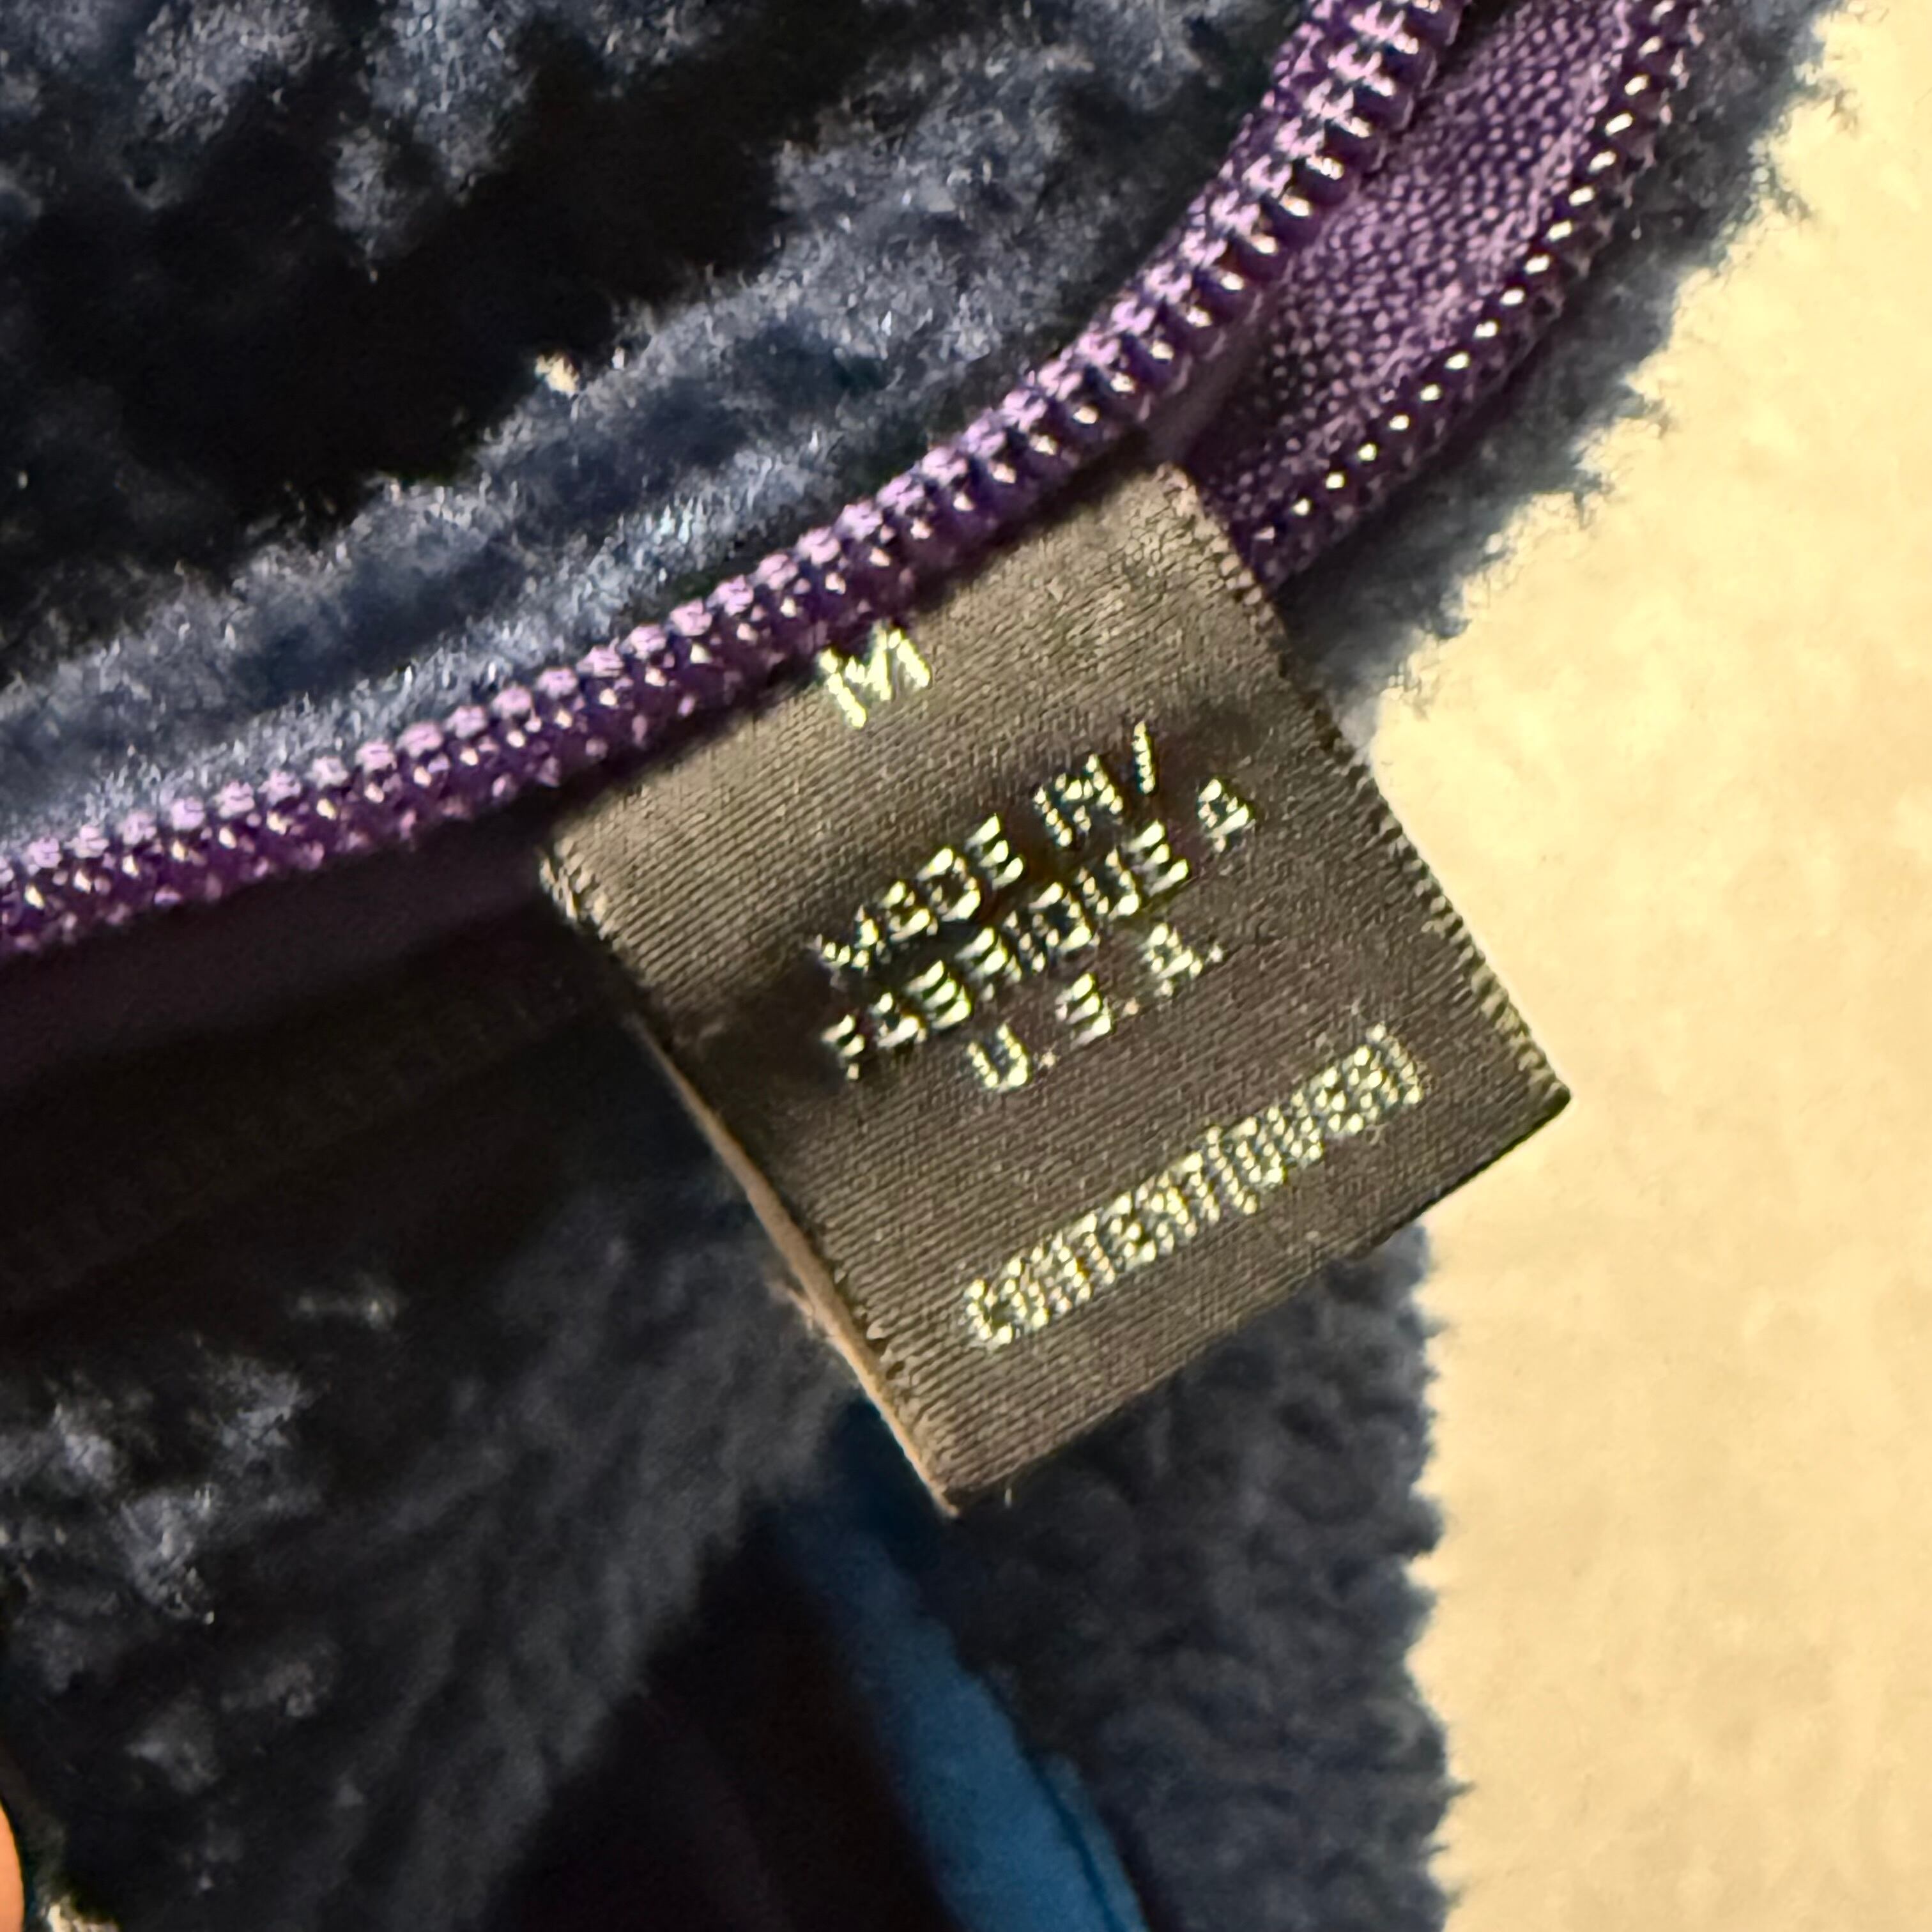 M
MADE IN/
FABRIQUE A
U.S.A.
CONTENT(OVER)